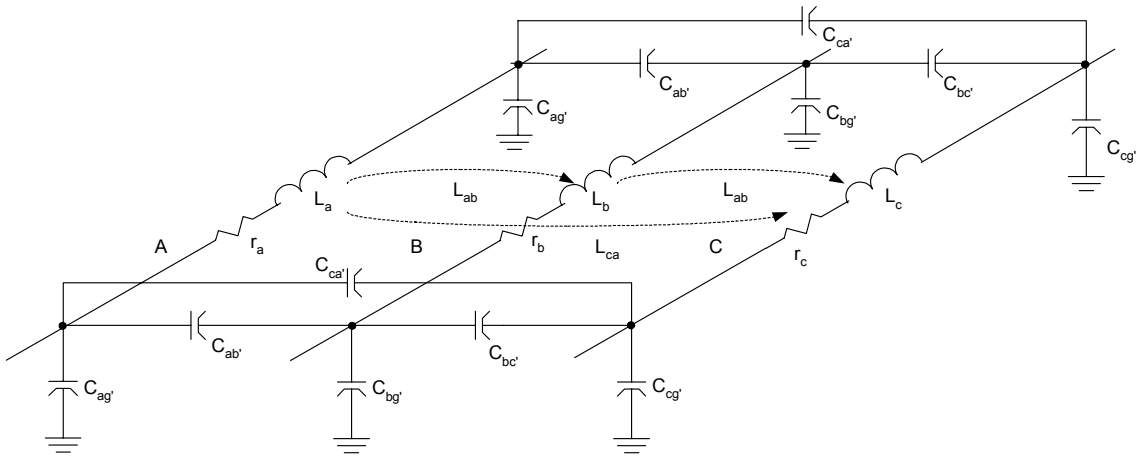 C_ca'
C_ab' C_bc'
C_ag' C_bg'
C_cg'
L_a L_ab L_b L_ab L_c
A r_a B r_b L_ca C r_c
C_ca'
C_ab' C_bc'
C_ag' C_bg' C_cg'